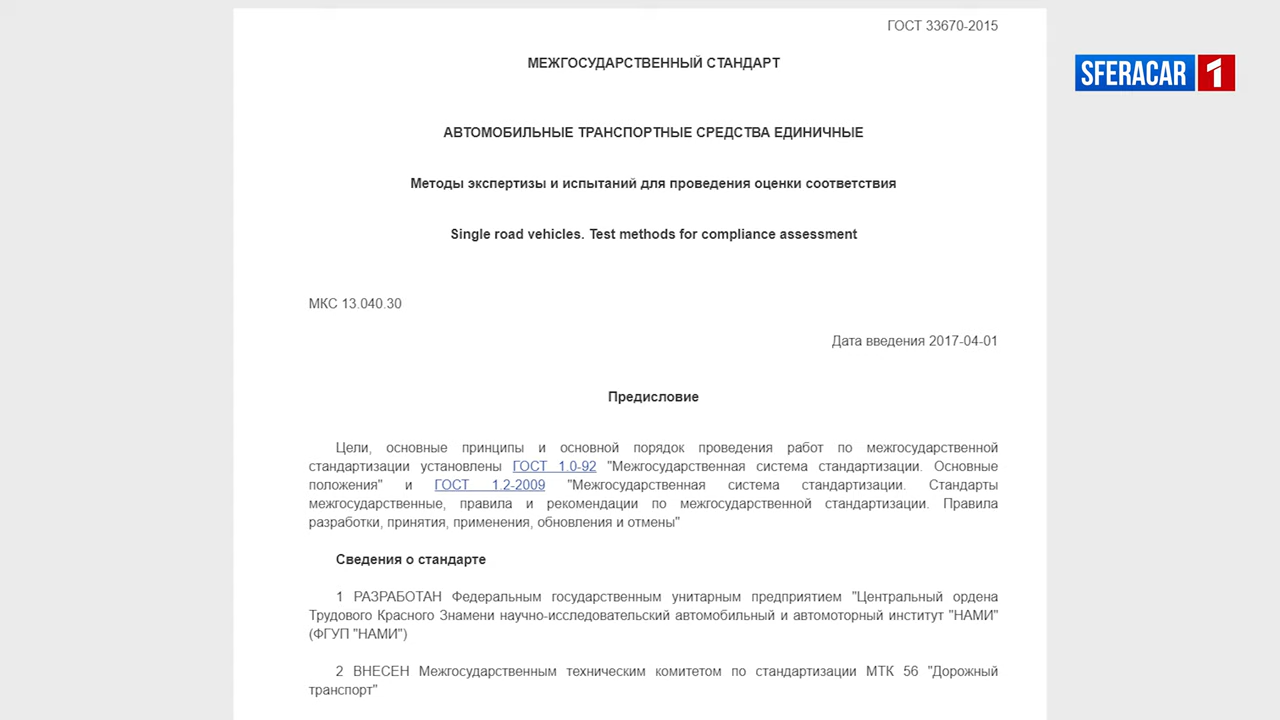 ГОСТ 33670-2015
МЕЖГОСУДАРСТВЕННЫЙ СТАНДАРТ
SFERACAR 1
АВТОМОБИЛЬНЫЕ ТРАНСПОРТНЫЕ СРЕДСТВА ЕДИНИЧНЫЕ
Методы экспертизы и испытаний для проведения оценки соответствия
Single road vehicles. Test methods for compliance assessment
МКС 13.040.30
Дата введения 2017-04-01
Предисловие
Цели, основные принципы и основной порядок проведения работ по межгосударственной
стандартизации установлены ГОСТ 1.0-92 "Межгосударственная система стандартизации. Основные
положения" и ГОСТ 1.2-2009 "Межгосударственная система стандартизации. Стандарты
межгосударственные, правила и рекомендации по межгосударственной стандартизации. Правила
разработки, принятия, применения, обновления и отмены"
Сведения о стандарте
1 РАЗРАБОТАН Федеральным государственным унитарным предприятием "Центральный ордена
Трудового Красного Знамени научно-исследовательский автомобильный и автомоторный институт "НАМИ"
(ФГУП "НАМИ")
2 ВНЕСЕН Межгосударственным техническим комитетом по стандартизации МТК 56 "Дорожный
транспорт"